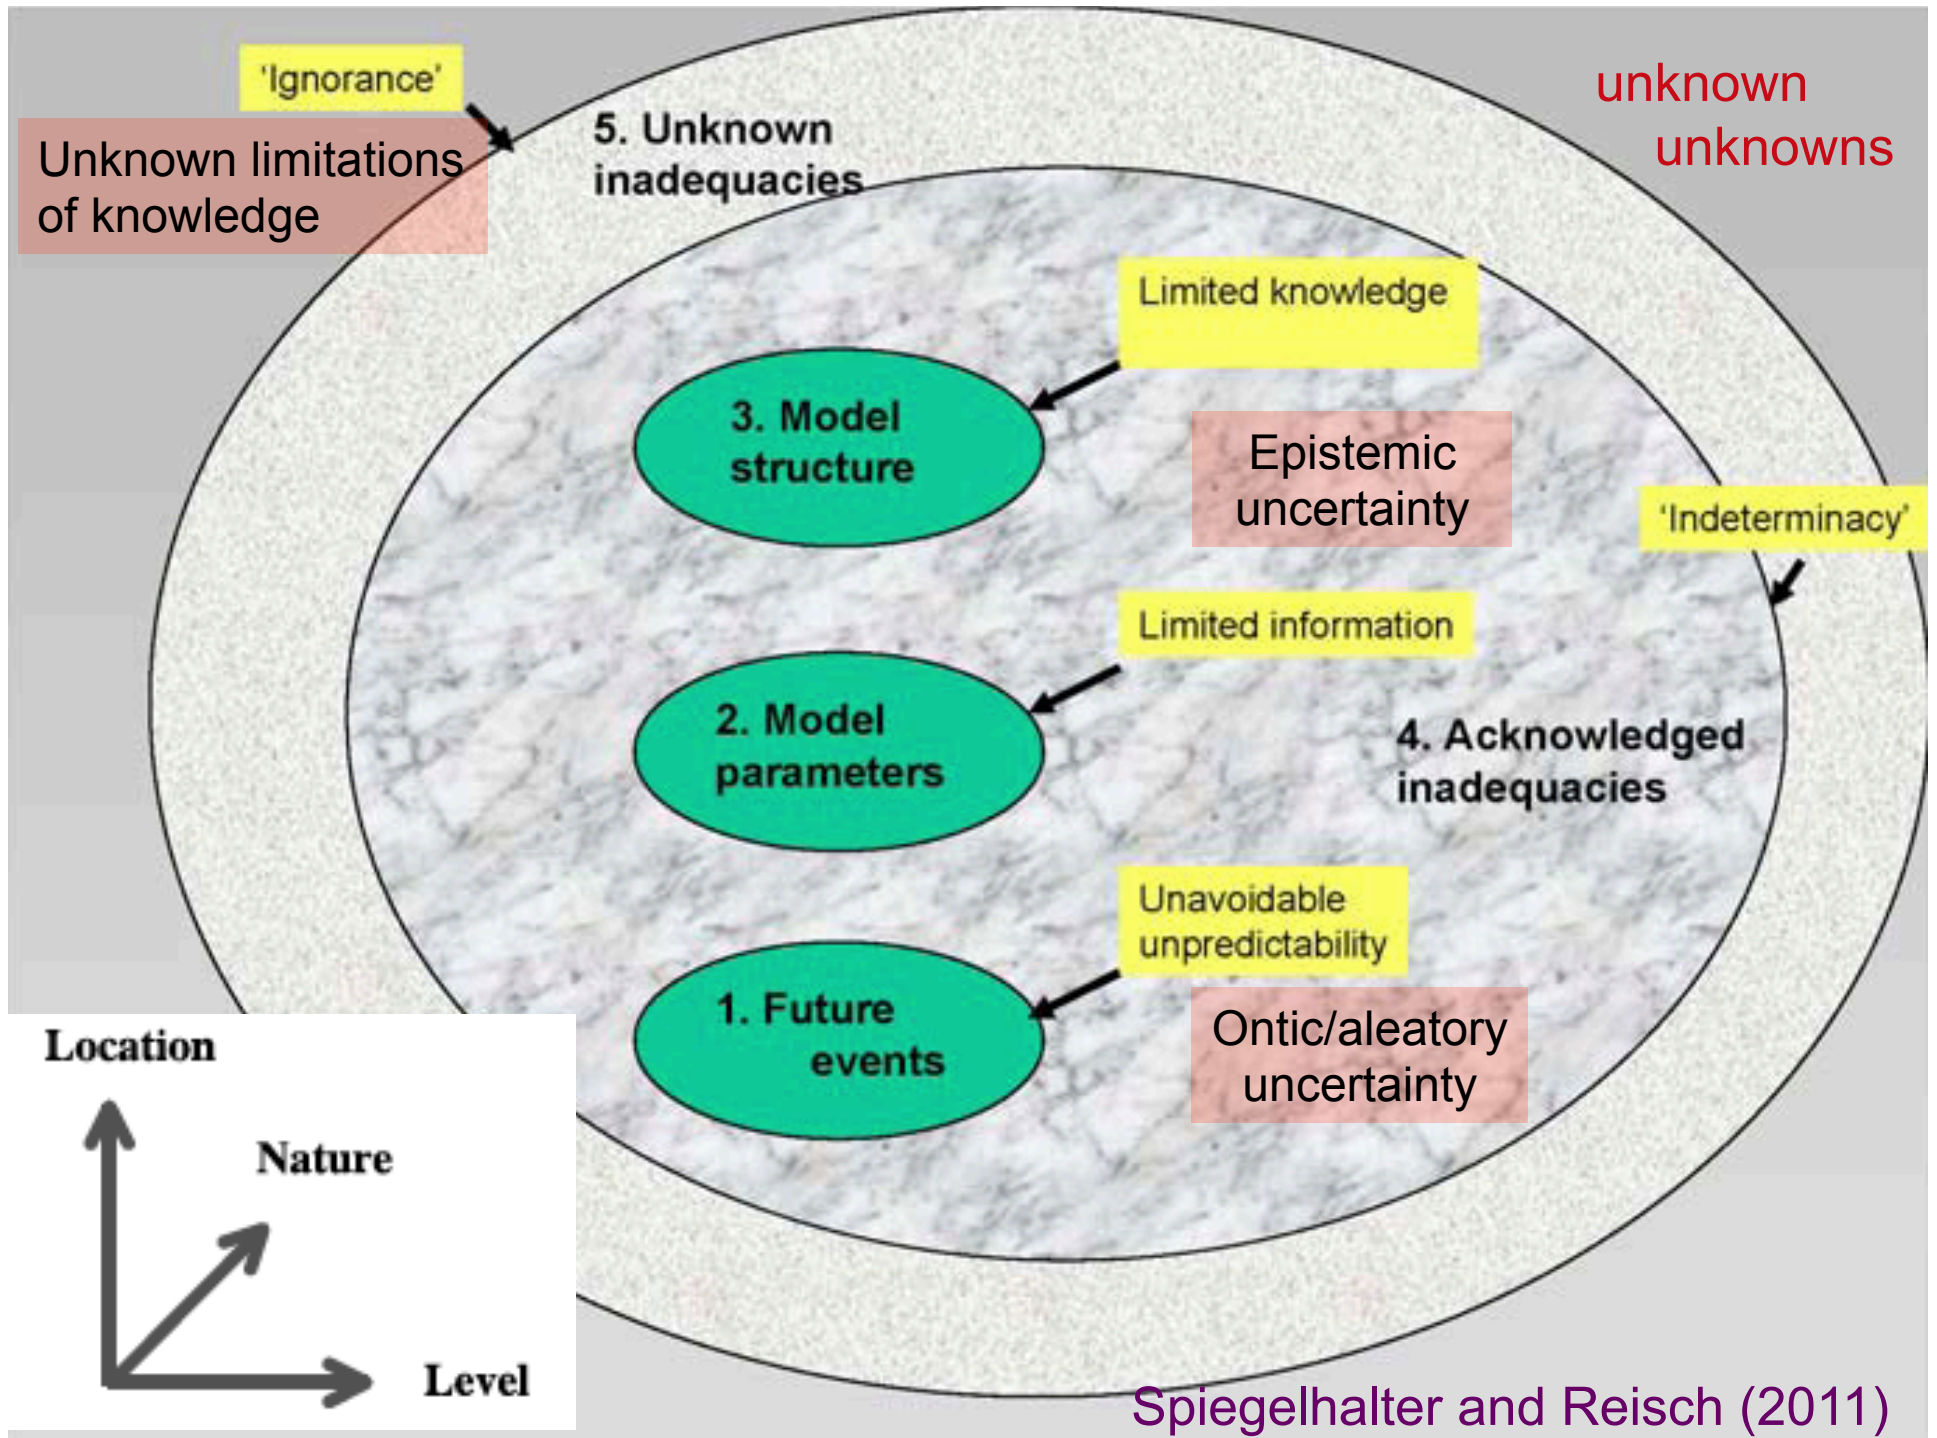 'Ignorance'
Unknown limitations
of knowledge
5. Unknown
inadequacies
unknown
unknowns
Limited knowledge
3. Model
structure
Epistemic
uncertainty
'Indeterminacy'
Limited information
2. Model
parameters
4. Acknowledged
inadequacies
Unavoidable
unpredictability
1. Future
events
Ontic/aleatory
uncertainty
Location
Nature
Level
Spiegelhalter and Reisch (2011)